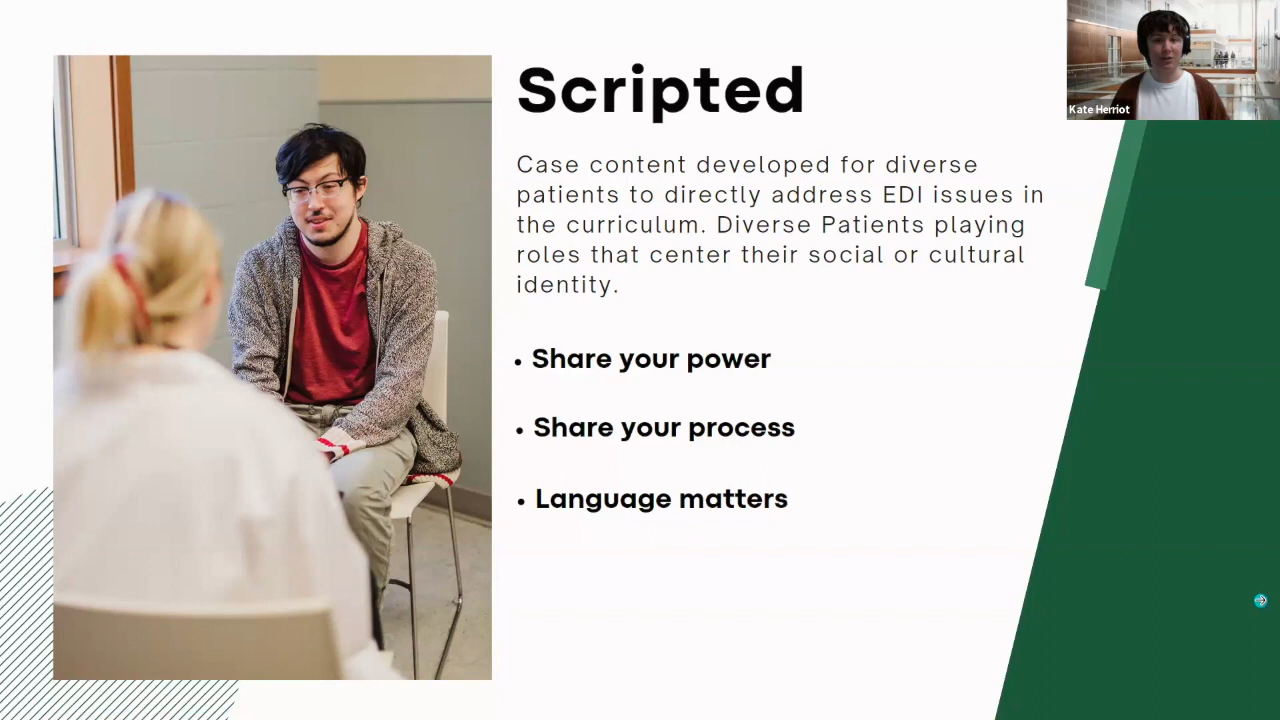 Scripted
Kate Herriot
Case content developed for diverse
patients to directly address EDI issues in
the curriculum. Diverse Patients playing
roles that center their social or cultural
identity.
• Share your power
• Share your process
• Language matters